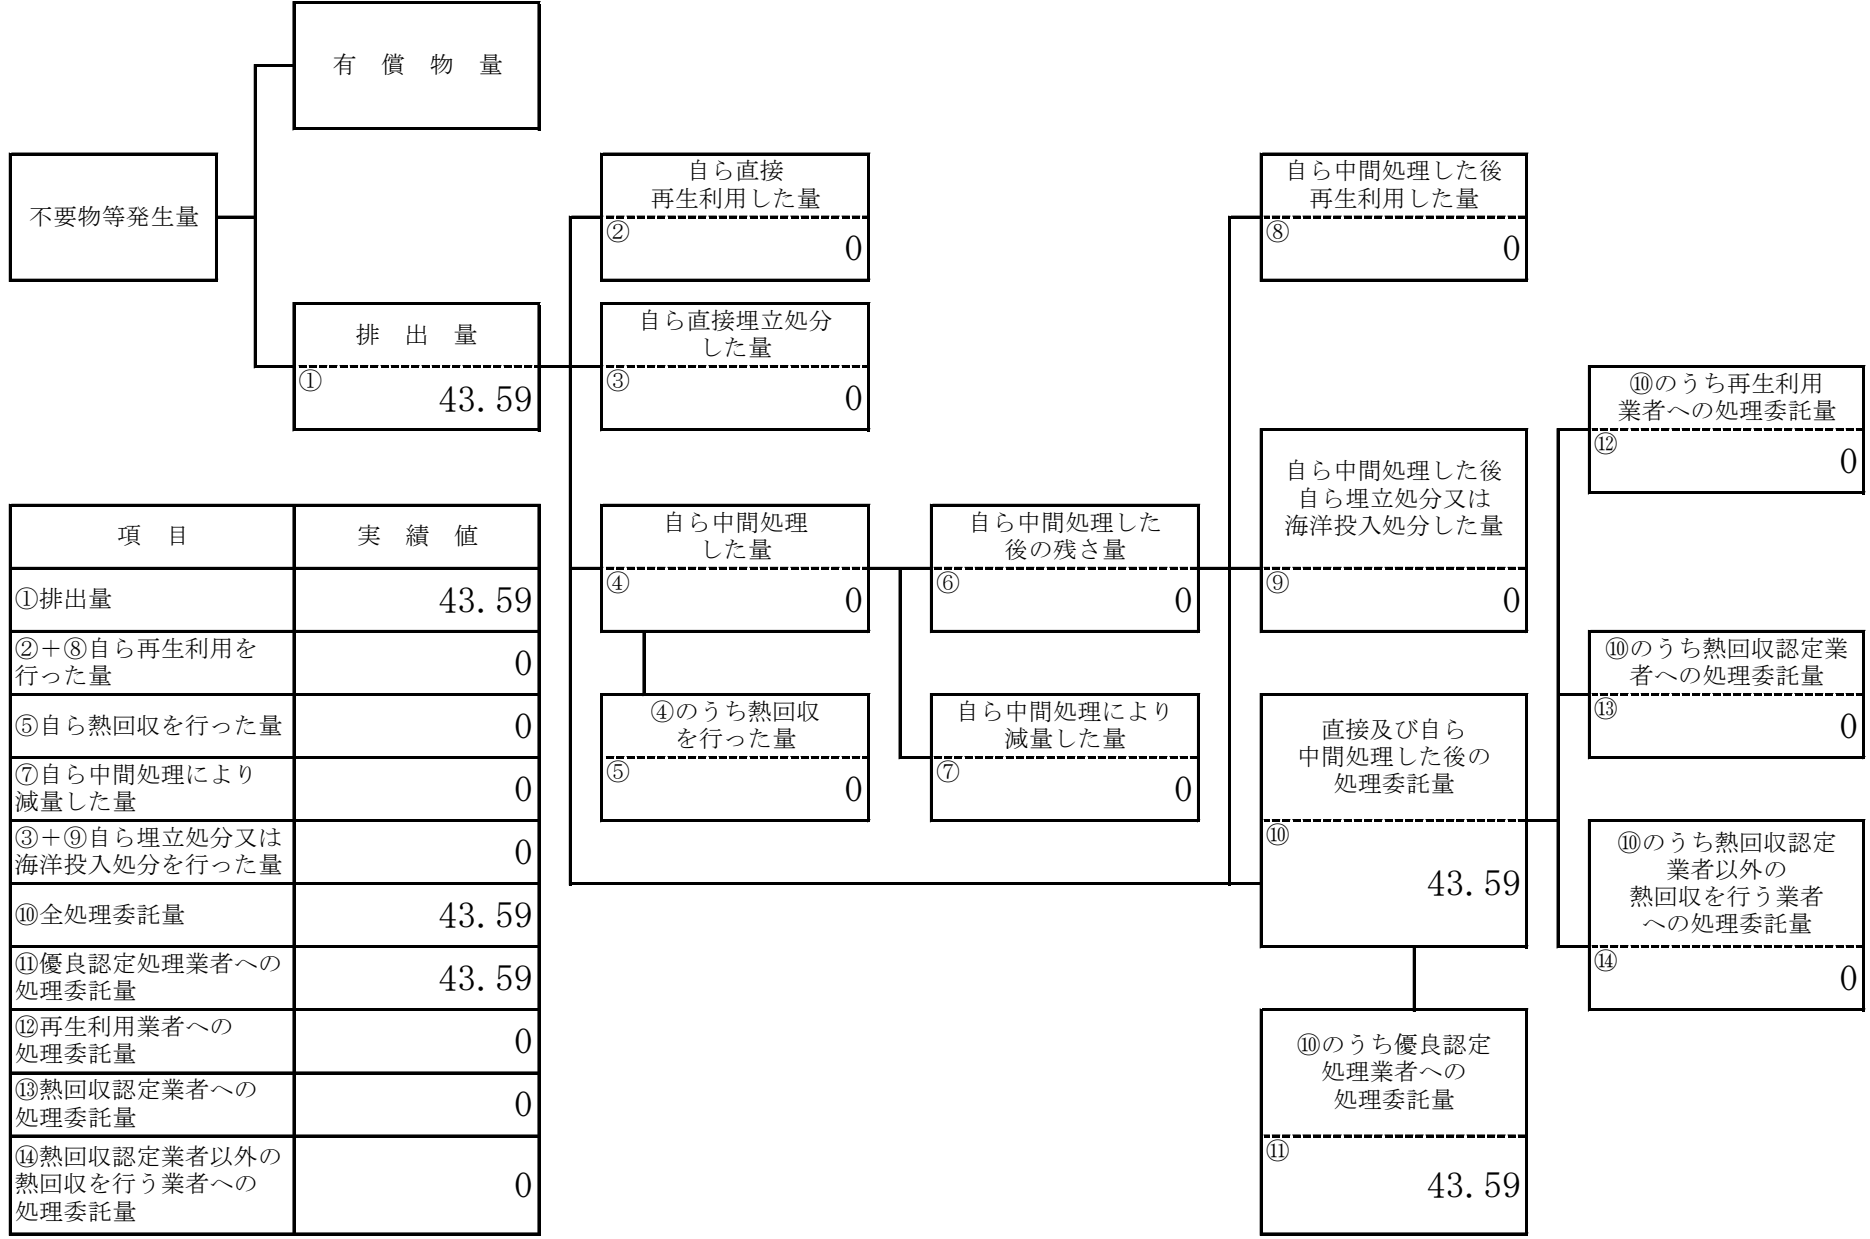 有　償　物　量
不要物等発生量
排　出　量
①
43.59
自ら直接
再生利用した量
②
0
自ら直接埋立処分
した量
③
0
自ら中間処理
した量
④
0
④のうち熱回収
を行った量
⑤
0
自ら中間処理した
後の残さ量
⑥
0
自ら中間処理により
減量した量
⑦
0
自ら中間処理した後
再生利用した量
⑧
0
自ら中間処理した後
自ら埋立処分又は
海洋投入処分した量
⑨
0
直接及び自ら
中間処理した後の
処理委託量
⑩
43.59
⑩のうち優良認定
処理業者への
処理委託量
⑪
43.59
⑩のうち再生利用
業者への処理委託量
⑫
0
⑩のうち熱回収認定業
者への処理委託量
⑬
0
⑩のうち熱回収認定
業者以外の
熱回収を行う業者
への処理委託量
⑭
0
項　目　実　績　値
①排出量　43.59
②＋⑧自ら再生利用を
行った量　0
⑤自ら熱回収を行った量　0
⑦自ら中間処理により
減量した量　0
③＋⑨自ら埋立処分又は
海洋投入処分を行った量　0
⑩全処理委託量　43.59
⑪優良認定処理業者への
処理委託量　43.59
⑫再生利用業者への
処理委託量　0
⑬熱回収認定業者への
処理委託量　0
⑭熱回収認定業者以外の
熱回収を行う業者への
処理委託量　0